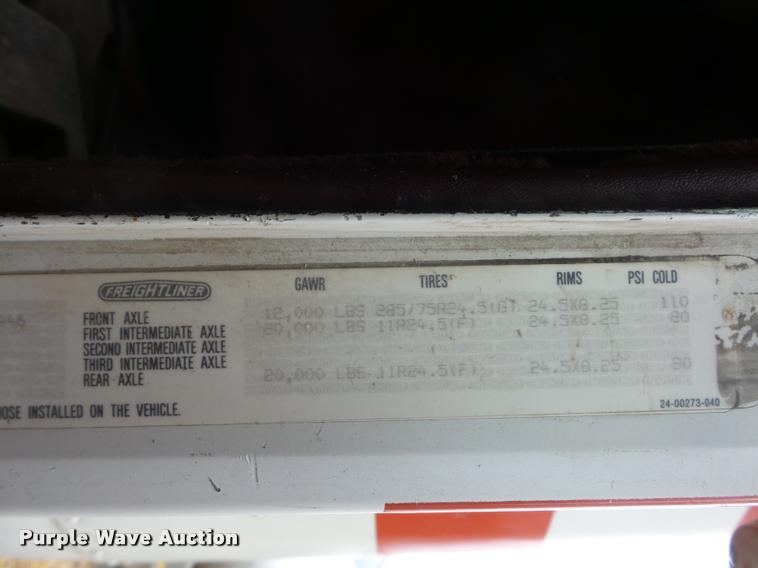 FREIGHTLINER GAWR TIRES RIMS PSI COLD
FRONT AXLE 12,000 LBS 285/75R24.5(G) 24.5X8.25 110
FIRST INTERMEDIATE AXLE 20,000 LBS 11R24.5(F) 24.5X8.25 80
SECOND INTERMEDIATE AXLE
THIRD INTERMEDIATE AXLE
REAR AXLE 20,000 LBS 11R24.5(F) 24.5X8.25 80
OSE INSTALLED ON THE VEHICLE. 24-00273-040
Purple Wave Auction